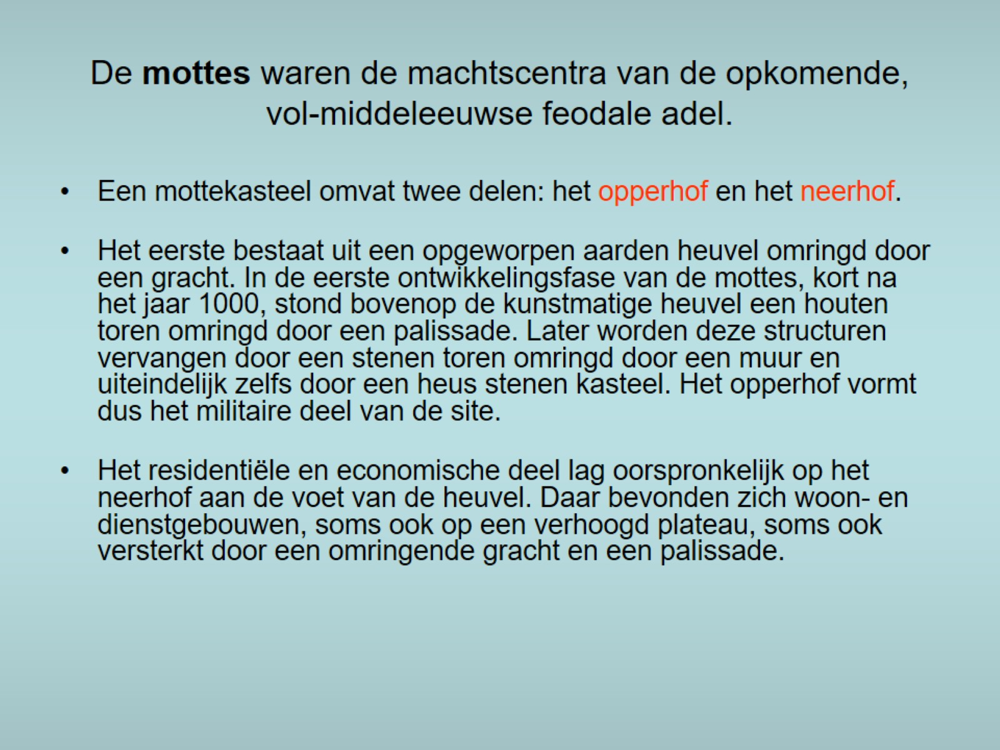 De mottes waren de machtscentra van de opkomende,
vol-middeleeuwse feodale adel.
• Een mottekasteel omvat twee delen: het opperhof en het neerhof.
• Het eerste bestaat uit een opgeworpen aarden heuvel omringd door
een gracht. In de eerste ontwikkelingsfase van de mottes, kort na
het jaar 1000, stond bovenop de kunstmatige heuvel een houten
toren omringd door een palissade. Later worden deze structuren
vervangen door een stenen toren omringd door een muur en
uiteindelijk zelfs door een heus stenen kasteel. Het opperhof vormt
dus het militaire deel van de site.
• Het residentiële en economische deel lag oorspronkelijk op het
neerhof aan de voet van de heuvel. Daar bevonden zich woon- en
dienstgebouwen, soms ook op een verhoogd plateau, soms ook
versterkt door een omringende gracht en een palissade.